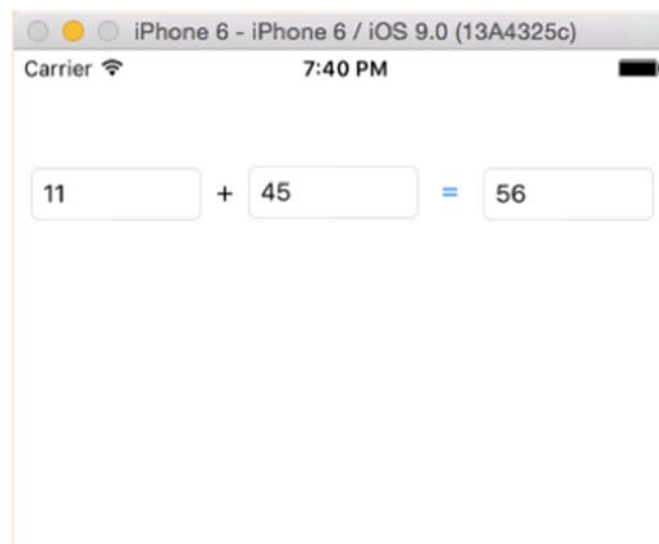 iPhone 6 - iPhone 6 / iOS 9.0 (13A4325c)
Carrier 7:40 PM
11 + 45 = 56